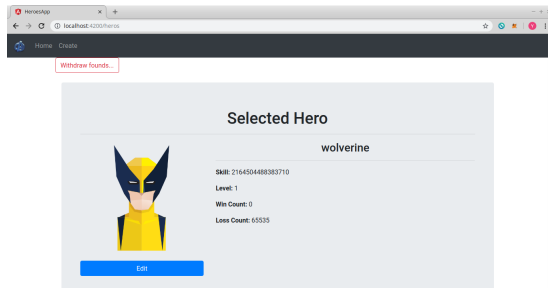 HeroesApp
localhost:4200/heros
Home Create
Withdraw founds...
Selected Hero
wolverine
Skill: 2164504488383710
Level: 1
Win Count: 0
Loss Count: 65535
Edit